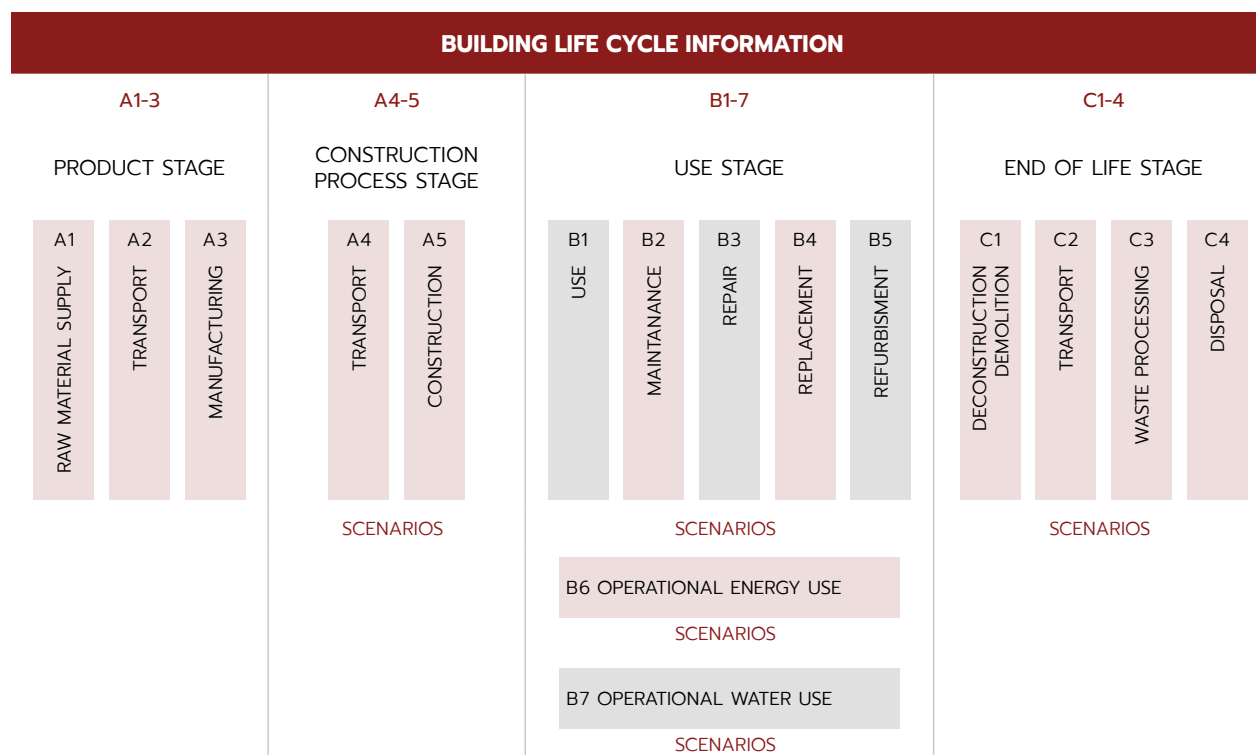 BUILDING LIFE CYCLE INFORMATION
A1-3
PRODUCT STAGE
A1
RAW MATERIAL SUPPLY
A2
TRANSPORT
A3
MANUFACTURING
A4-5
CONSTRUCTION
PROCESS STAGE
A4
TRANSPORT
A5
CONSTRUCTION
SCENARIOS
B1-7
USE STAGE
B1
USE
B2
MAINTANANCE
B3
REPAIR
B4
REPLACEMENT
B5
REFURBISMENT
SCENARIOS
B6 OPERATIONAL ENERGY USE
SCENARIOS
B7 OPERATIONAL WATER USE
SCENARIOS
C1-4
END OF LIFE STAGE
C1
DECONSTRUCTION
DEMOLITION
C2
TRANSPORT
C3
WASTE PROCESSING
C4
DISPOSAL
SCENARIOS